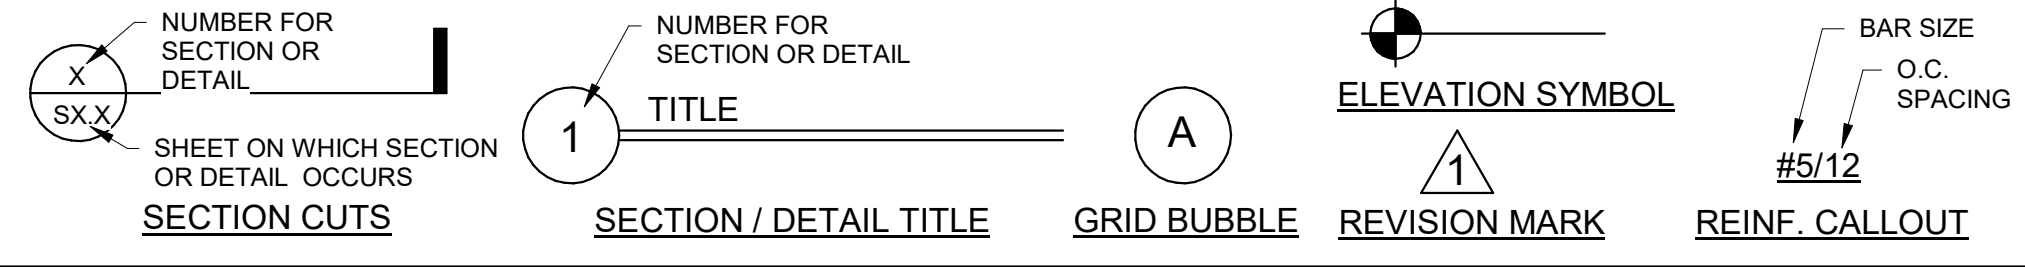 NUMBER FOR
SECTION OR
DETAIL
X
SX.X
SHEET ON WHICH SECTION
OR DETAIL OCCURS
SECTION CUTS
NUMBER FOR
SECTION OR DETAIL
TITLE
1
SECTION / DETAIL TITLE
A
GRID BUBBLE
ELEVATION SYMBOL
1
REVISION MARK
BAR SIZE
O.C.
SPACING
#5/12
REINF. CALLOUT